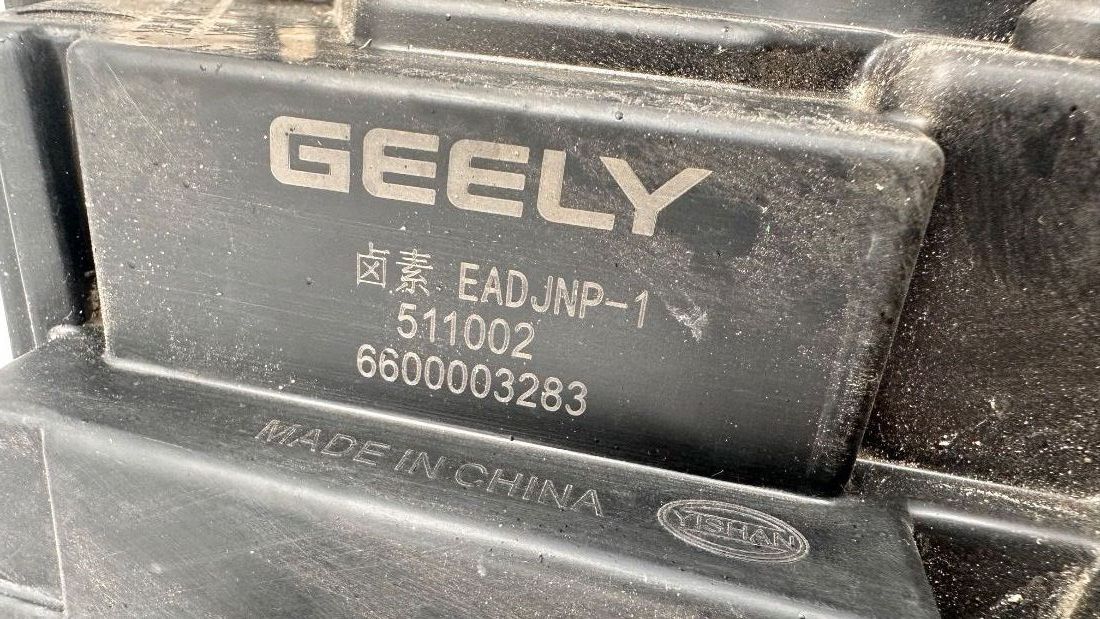 GEELY
卤素 EADJNP-1
511002
6600003283
MADE IN CHINA
YISHAN